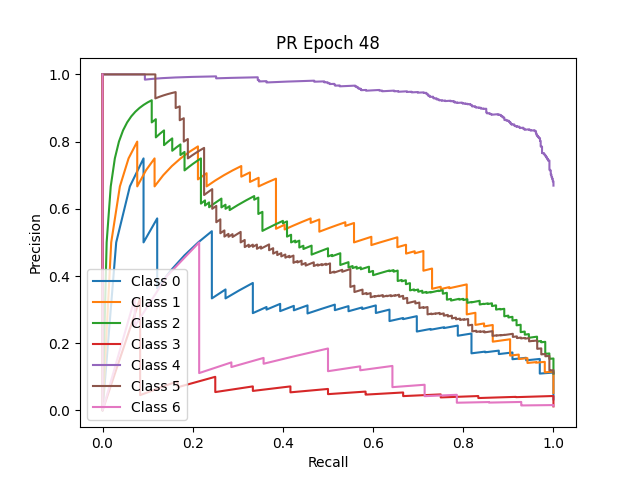 PR Epoch 48
Precision
1.0
0.8
0.6
0.4
0.2
0.0
Class 0
Class 1
Class 2
Class 3
Class 4
Class 5
Class 6
0.0 0.2 0.4 0.6 0.8 1.0
Recall